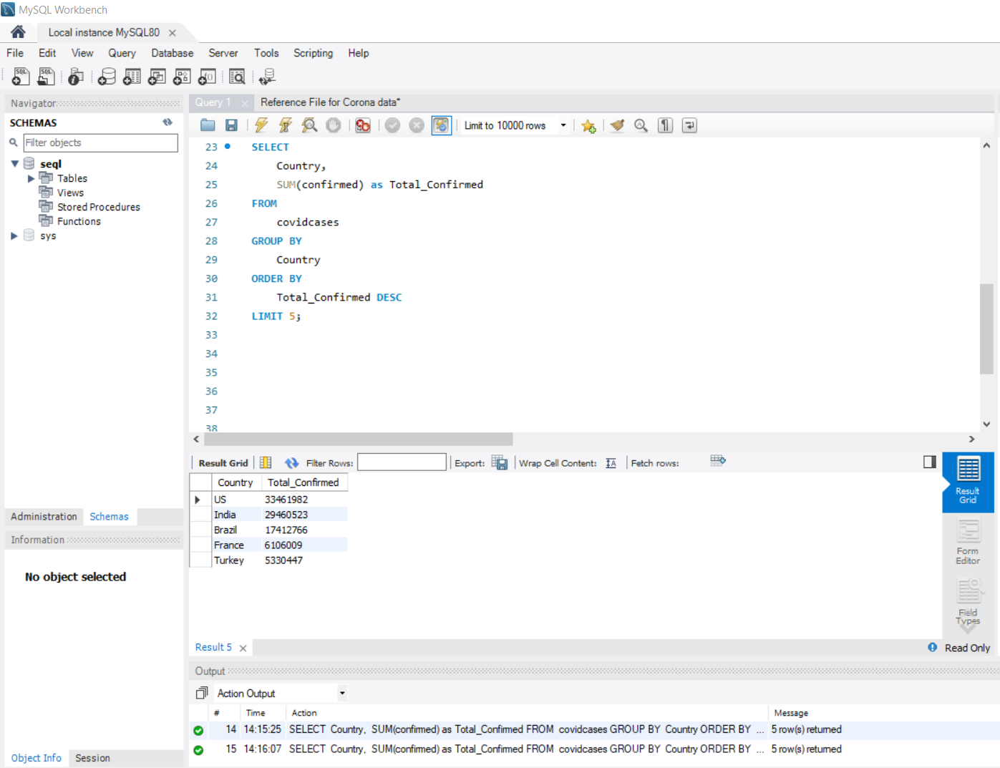 MySQL Workbench
Local instance MySQL80
File Edit View Query Database Server Tools Scripting Help
Navigator
SCHEMAS
Filter objects
seql
Tables
Views
Stored Procedures
Functions
sys
Administration Schemas
Information
No object selected
Object Info Session
Query 1 Reference File for Corona data*
Limit to 10000 rows
23 SELECT
24 Country,
25 SUM(confirmed) as Total_Confirmed
26 FROM
27 covidcases
28 GROUP BY
29 Country
30 ORDER BY
31 Total_Confirmed DESC
32 LIMIT 5;
33
34
35
36
37
38
Result Grid Filter Rows: Export: Wrap Cell Content: Fetch rows:
Country Total_Confirmed
US 33461982
India 29460523
Brazil 17412766
France 6106009
Turkey 5330447
Result
Grid
Form
Editor
Field
Types
Result 5 Read Only
Output
Action Output
# Time Action Message
14 14:15:25 SELECT Country, SUM(confirmed) as Total_Confirmed FROM covidcases GROUP BY Country ORDER BY ... 5 row(s) returned
15 14:16:07 SELECT Country, SUM(confirmed) as Total_Confirmed FROM covidcases GROUP BY Country ORDER BY ... 5 row(s) returned